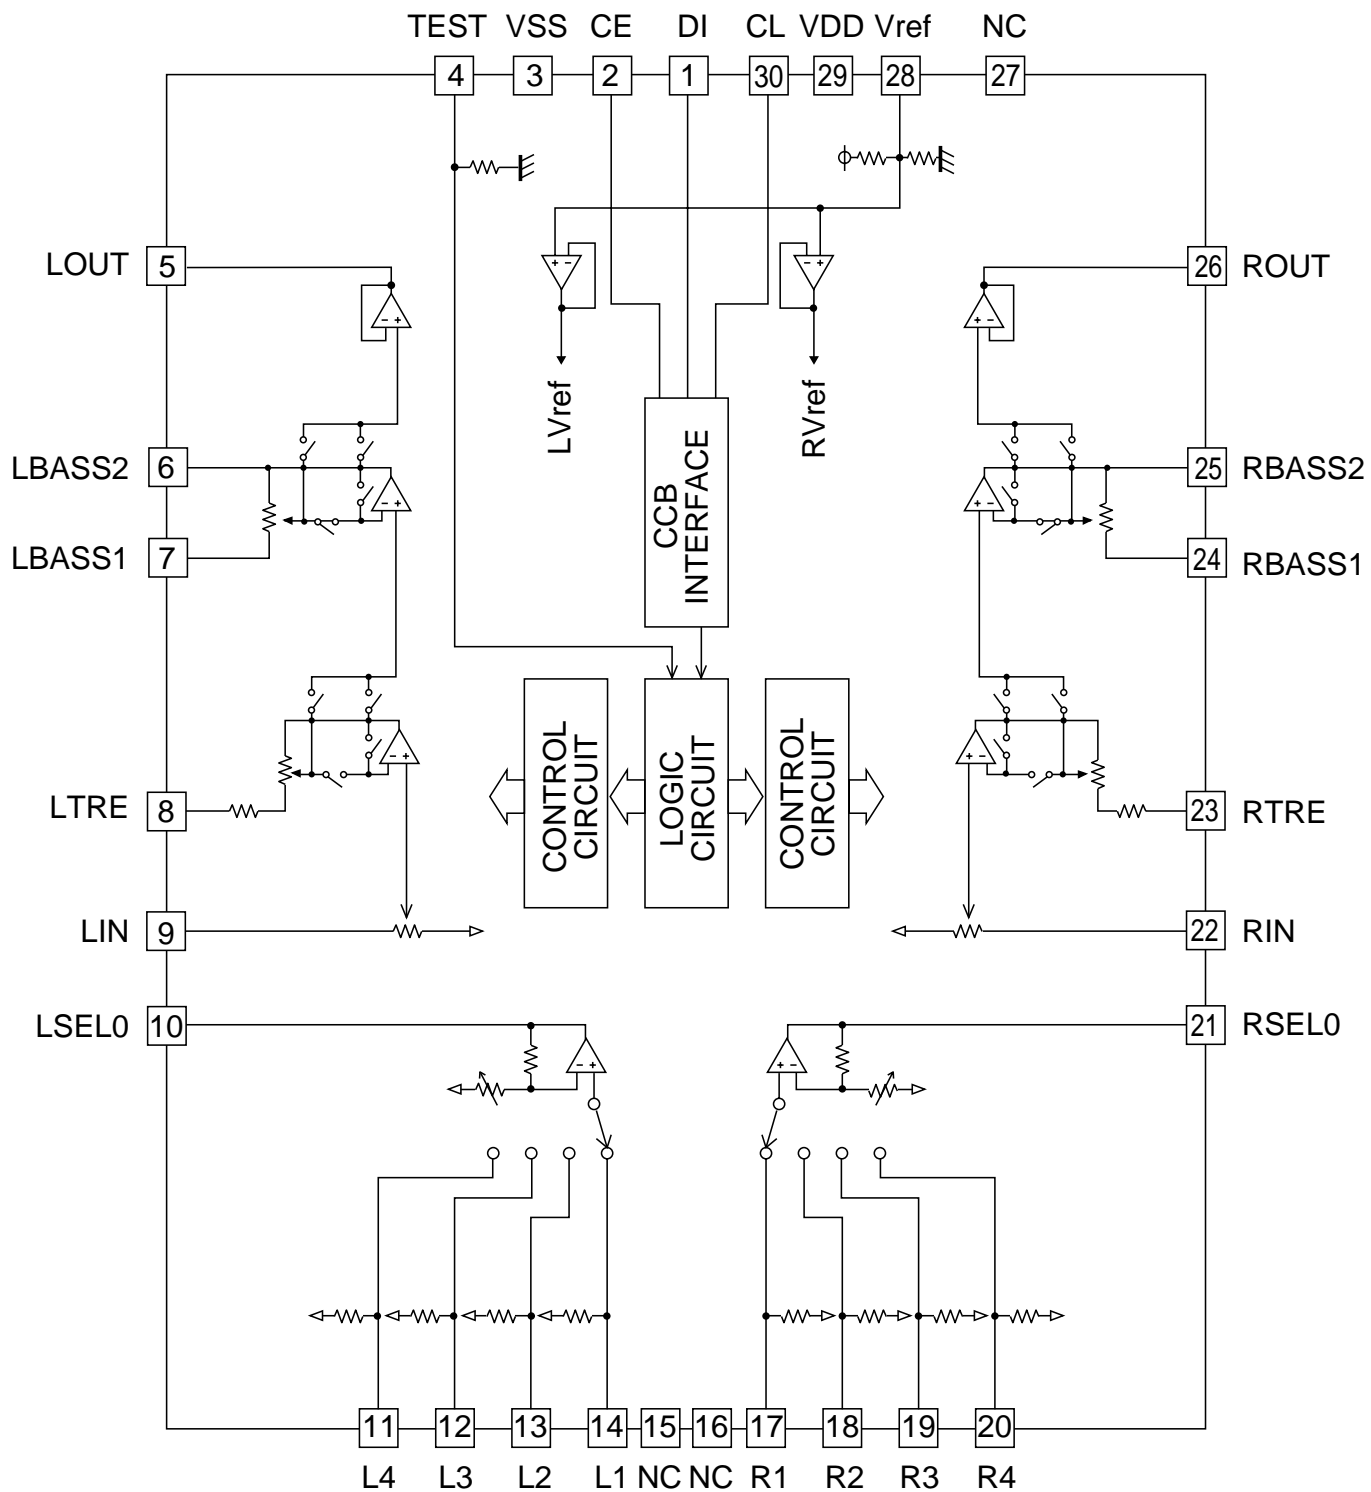 TEST VSS CE DI CL VDD Vref NC
4 3 2 1 30 29 28 27
LOUT 5
26 ROUT
+ -
- +
- +
+ -
+ -
LVref
RVref
LBASS2 6
25 RBASS2
- +
+ -
CCB
INTERFACE
LBASS1 7
24 RBASS1
CONTROL
CIRCUIT
LOGIC
CIRCUIT
CONTROL
CIRCUIT
- +
+ -
LTRE 8
23 RTRE
LIN 9
22 RIN
LSEL0 10
21 RSEL0
- +
+ -
11 12 13 14 15 16 17 18 19 20
L4 L3 L2 L1 NC NC R1 R2 R3 R4